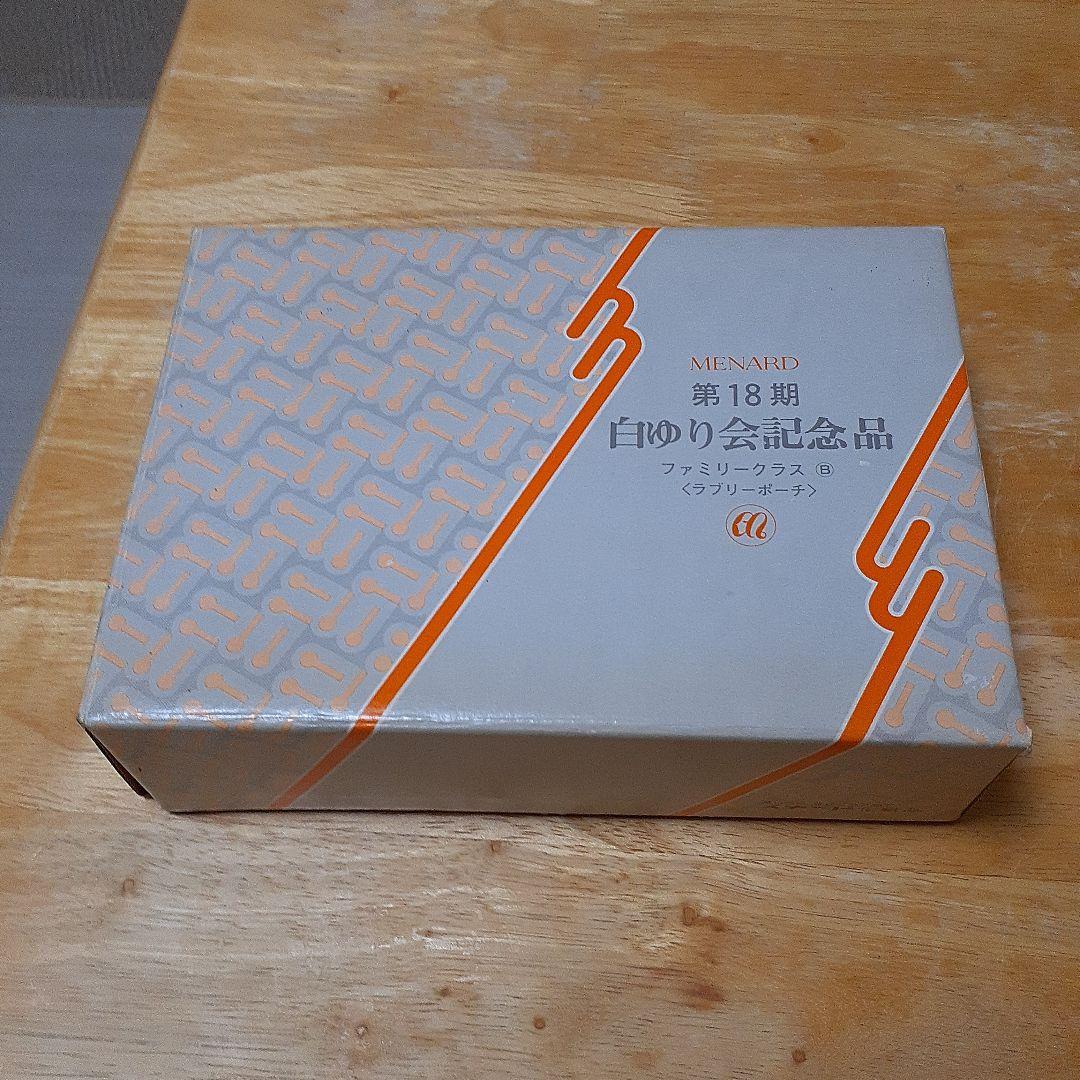 MENARD
第18期
白ゆり会記念品
ファミリークラス Ⓑ
〈ラブリーポーチ〉